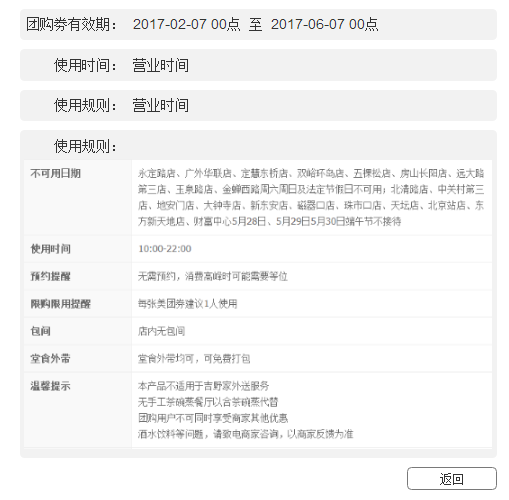 团购券有效期： 2017-02-07 00点 至 2017-06-07 00点
使用时间： 营业时间
使用规则： 营业时间
使用规则：
不可用日期
永定路店、广外华联店、定慧东桥店、双峪环岛店、五棵松店、房山长阳店、远大路
第三店、玉泉路店、金蝉西路周六周日及法定节假日不可用；北清路店、中关村第三
店、地安门店、大钟寺店、新东安店、磁器口店、珠市口店、天坛店、北京站店、东
方新天地店、财富中心5月28日、5月29日5月30日端午节不接待
使用时间 10:00-22:00
预约提醒 无需预约，消费高峰时可能需要等位
限购限用提醒 每张美团券建议1人使用
包间 店内无包间
堂食外带 堂食外带均可，可免费打包
温馨提示 本产品不适用于吉野家外送服务
无手工茶碗蒸餐厅以合茶碗蒸代替
团购用户不可同时享受商家其他优惠
酒水饮料等问题，请致电商家咨询，以商家反馈为准
返回